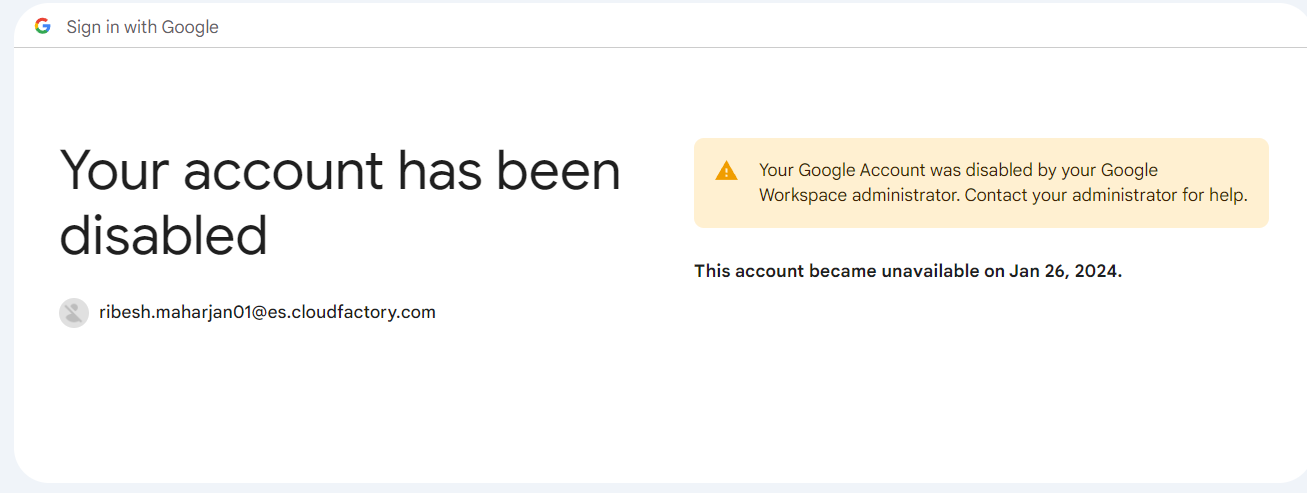 Sign in with Google
Your account has been
disabled
ribesh.maharjan01@es.cloudfactory.com
Your Google Account was disabled by your Google
Workspace administrator. Contact your administrator for help.
This account became unavailable on Jan 26, 2024.